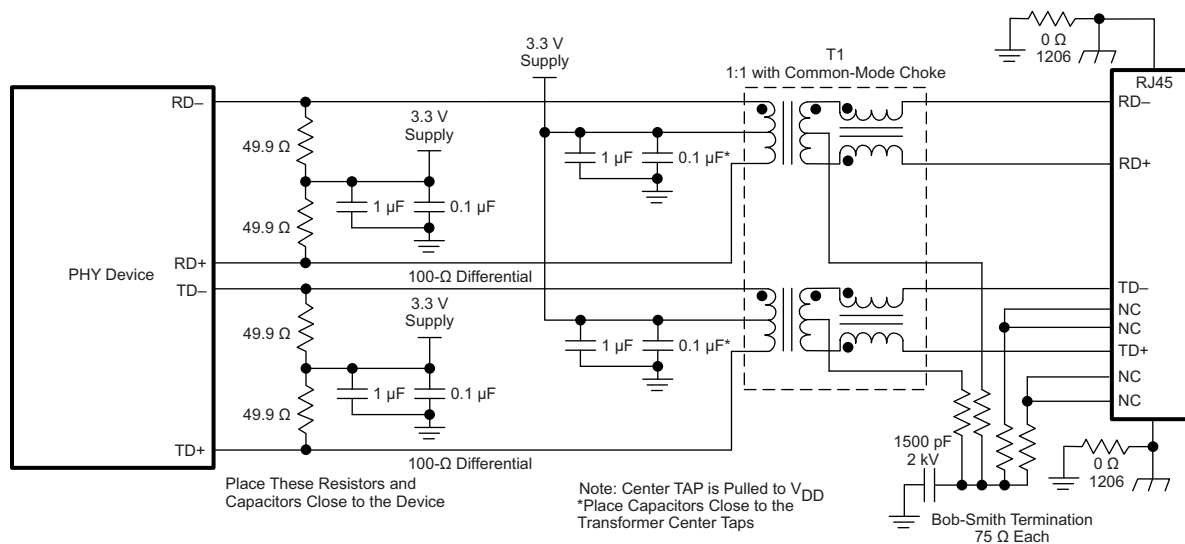 3.3 V
Supply
T1
1:1 with Common-Mode Choke
0 Ω
1206
RJ45
PHY Device
RD–
49.9 Ω
3.3 V
Supply
1 µF
0.1 µF
49.9 Ω
RD+
100-Ω Differential
1 µF
0.1 µF*
RD–
RD+
TD–
49.9 Ω
3.3 V
Supply
1 µF
0.1 µF
49.9 Ω
TD+
100-Ω Differential
1 µF
0.1 µF*
TD–
NC
NC
TD+
NC
NC
Place These Resistors and
Capacitors Close to the Device
Note: Center TAP is Pulled to VDD
*Place Capacitors Close to the
Transformer Center Taps
1500 pF
2 kV
Bob-Smith Termination
75 Ω Each
0 Ω
1206